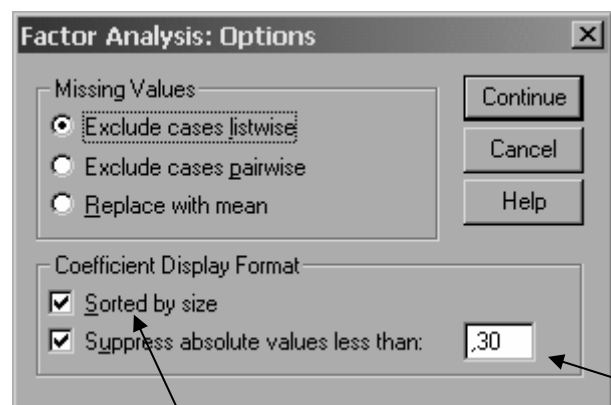 Factor Analysis: Options
Missing Values
Exclude cases listwise
Exclude cases pairwise
Replace with mean
Continue
Cancel
Help
Coefficient Display Format
Sorted by size
Suppress absolute values less than: ,30